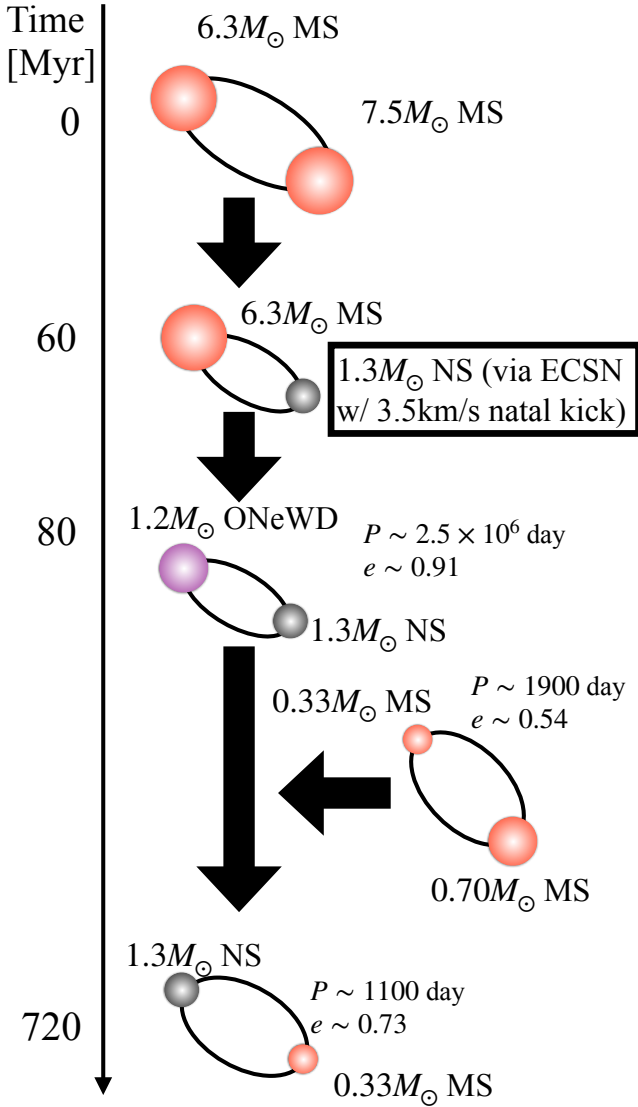 Time
[Myr]
6.3M⊙ MS
0
7.5M⊙ MS
6.3M⊙ MS
60
1.3M⊙ NS (via ECSN
w/ 3.5km/s natal kick)
1.2M⊙ ONeWD
80
P ~ 2.5 × 10⁶ day
e ~ 0.91
1.3M⊙ NS
0.33M⊙ MS
P ~ 1900 day
e ~ 0.54
0.70M⊙ MS
1.3M⊙ NS
P ~ 1100 day
e ~ 0.73
720
0.33M⊙ MS